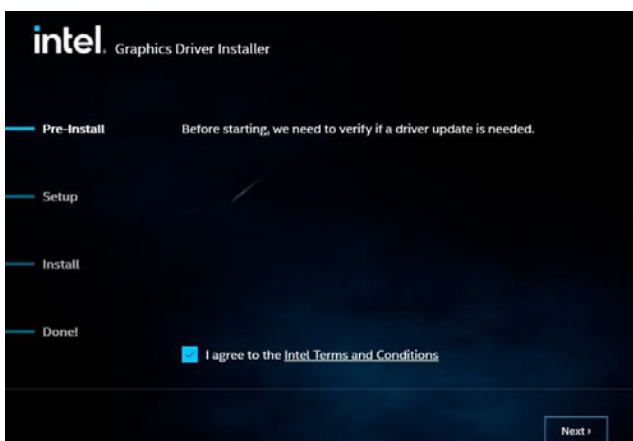 intel. Graphics Driver Installer
Pre-Install
Before starting, we need to verify if a driver update is needed.
Setup
Install
Done!
I agree to the Intel Terms and Conditions
Next ›